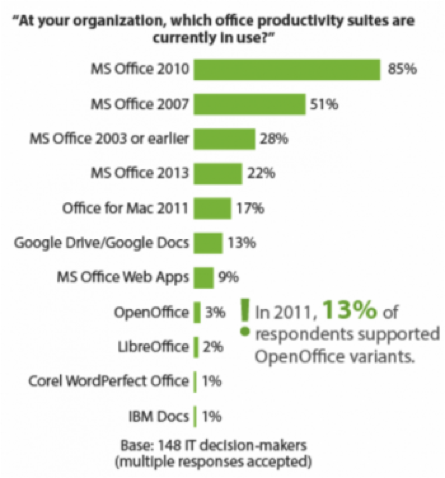 "At your organization, which office productivity suites are
currently in use?"
MS Office 2010 85%
MS Office 2007 51%
MS Office 2003 or earlier 28%
MS Office 2013 22%
Office for Mac 2011 17%
Google Drive/Google Docs 13%
MS Office Web Apps 9%
OpenOffice 3%
LibreOffice 2%
Corel WordPerfect Office 1%
IBM Docs 1%
! In 2011, 13% of
respondents supported
OpenOffice variants.
Base: 148 IT decision-makers
(multiple responses accepted)